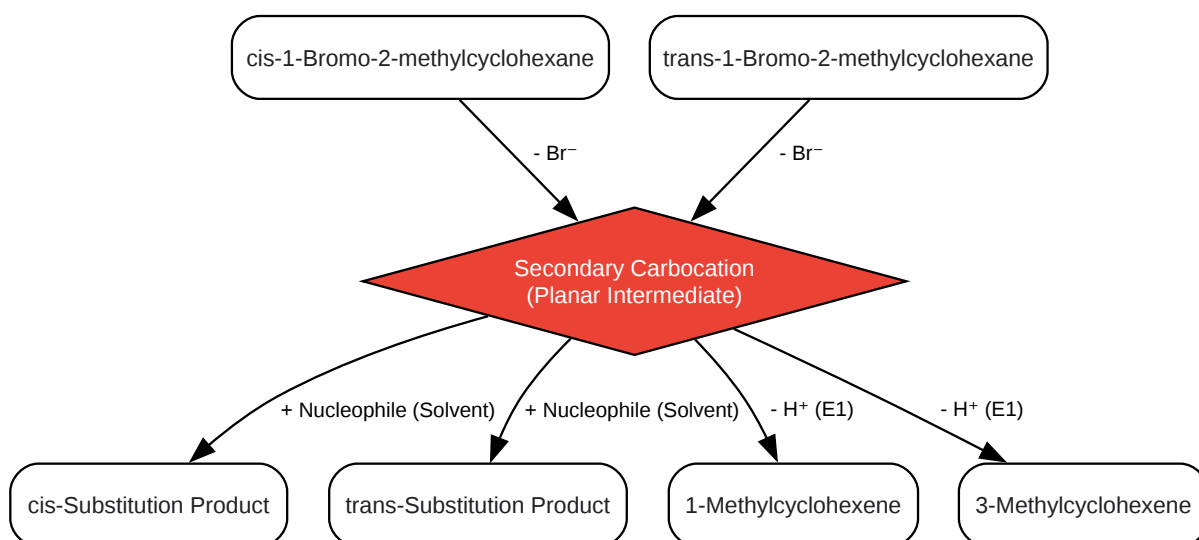 cis-1-Bromo-2-methylcyclohexane
trans-1-Bromo-2-methylcyclohexane
- Br⁻
- Br⁻
Secondary Carbocation
(Planar Intermediate)
+ Nucleophile (Solvent)
+ Nucleophile (Solvent)
- H⁺ (E1)
- H⁺ (E1)
cis-Substitution Product
trans-Substitution Product
1-Methylcyclohexene
3-Methylcyclohexene